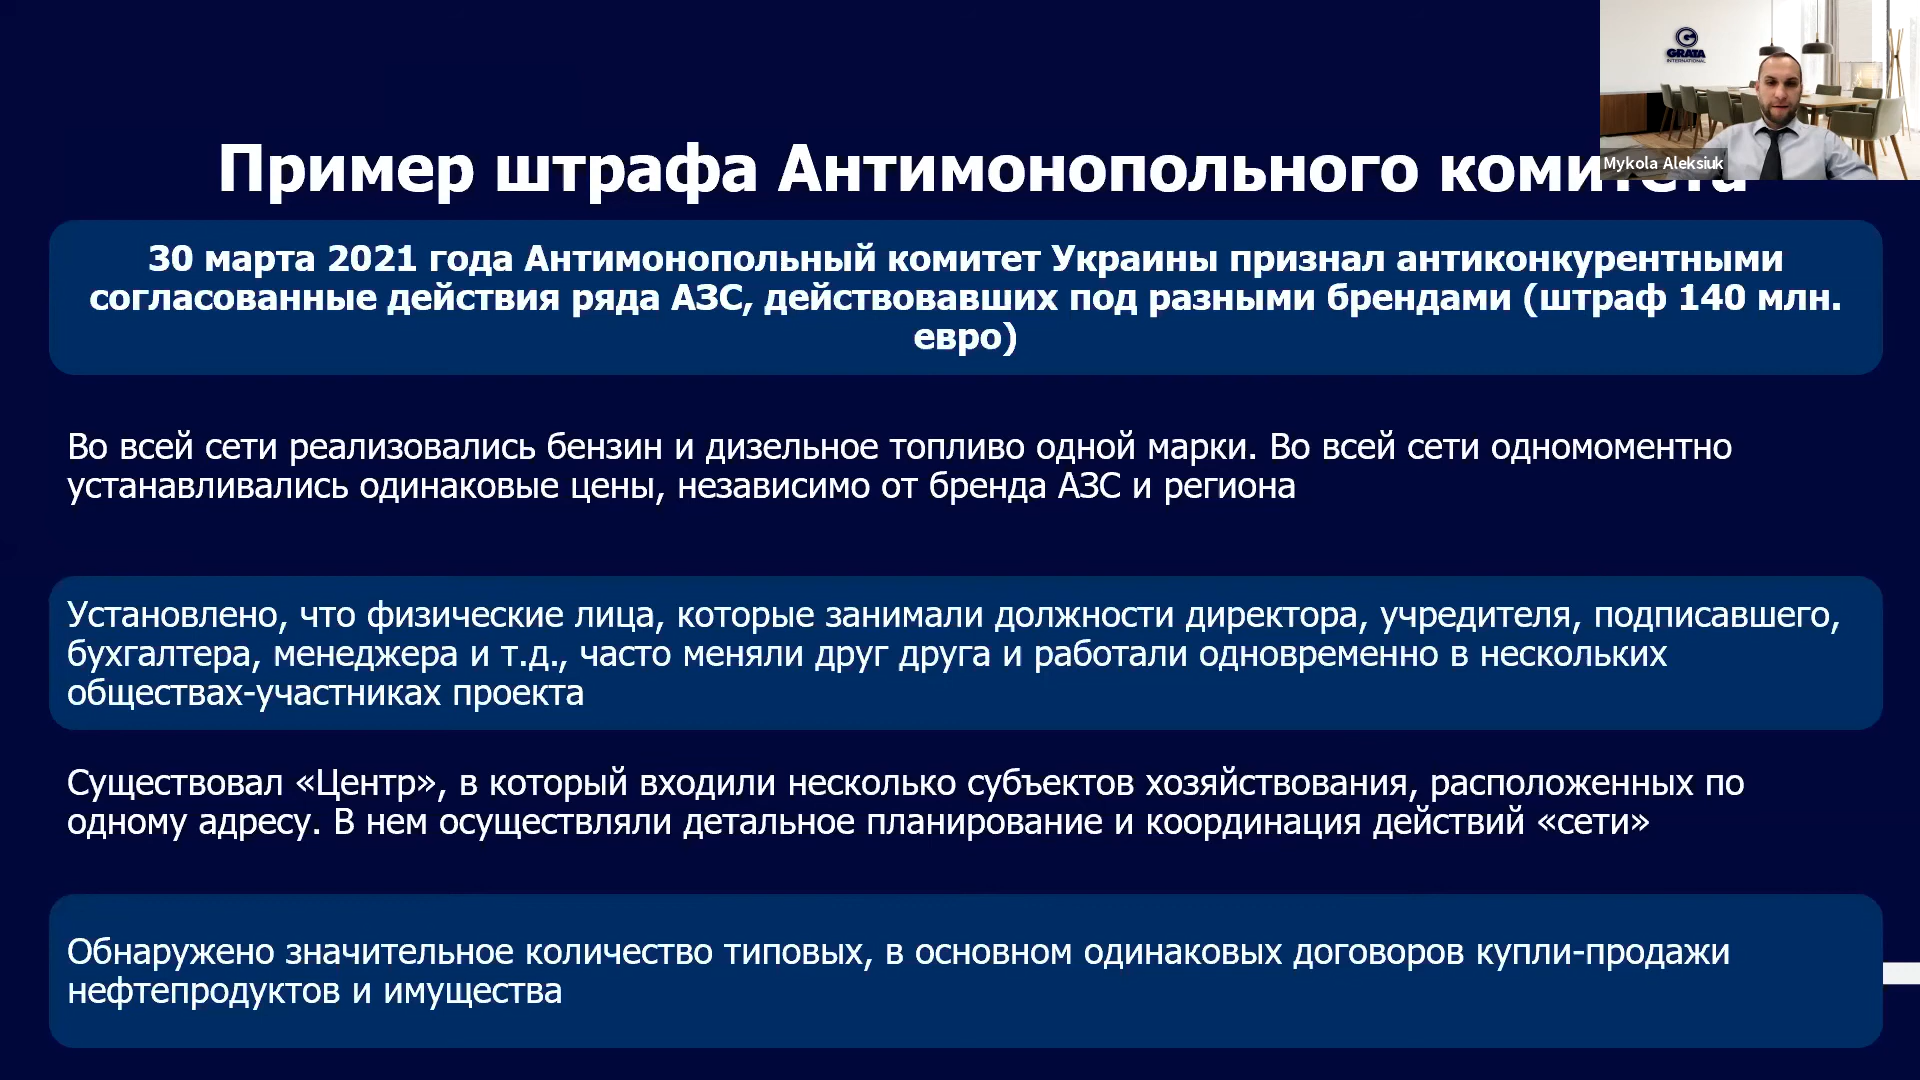 GRATA
INTERNATIONAL
Mykola Aleksiuk
Пример штрафа Антимонопольного комитета
30 марта 2021 года Антимонопольный комитет Украины признал антиконкурентными
согласованные действия ряда АЗС, действовавших под разными брендами (штраф 140 млн.
евро)
Во всей сети реализовались бензин и дизельное топливо одной марки. Во всей сети одномоментно
устанавливались одинаковые цены, независимо от бренда АЗС и региона
Установлено, что физические лица, которые занимали должности директора, учредителя, подписавшего,
бухгалтера, менеджера и т.д., часто меняли друг друга и работали одновременно в нескольких
обществах-участниках проекта
Существовал «Центр», в который входили несколько субъектов хозяйствования, расположенных по
одному адресу. В нем осуществляли детальное планирование и координация действий «сети»
Обнаружено значительное количество типовых, в основном одинаковых договоров купли-продажи
нефтепродуктов и имущества